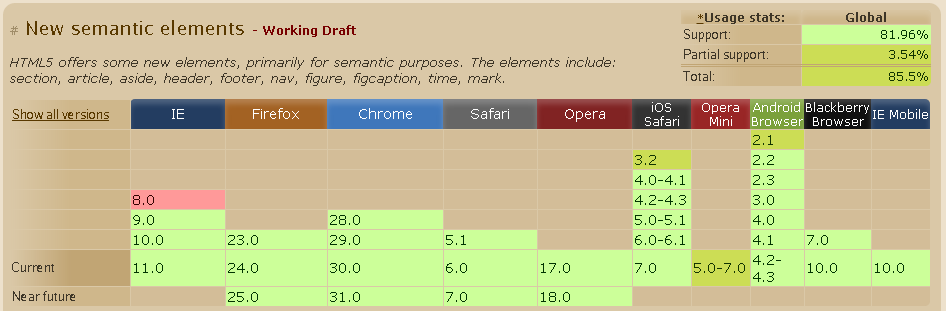 # New semantic elements - Working Draft
*Usage stats: Global
Support: 81.96%
Partial support: 3.54%
Total: 85.5%
HTML5 offers some new elements, primarily for semantic purposes. The elements include:
section, article, aside, header, footer, nav, figure, figcaption, time, mark.
Show all versions IE Firefox Chrome Safari Opera iOS Safari Opera Mini Android Browser Blackberry Browser IE Mobile
2.1
3.2 2.2
4.0-4.1 2.3
8.0 4.2-4.3 3.0
9.0 28.0 5.0-5.1 4.0
10.0 23.0 29.0 5.1 6.0-6.1 4.1 7.0
Current 11.0 24.0 30.0 6.0 17.0 7.0 5.0-7.0 4.2-4.3 10.0 10.0
Near future 25.0 31.0 7.0 18.0